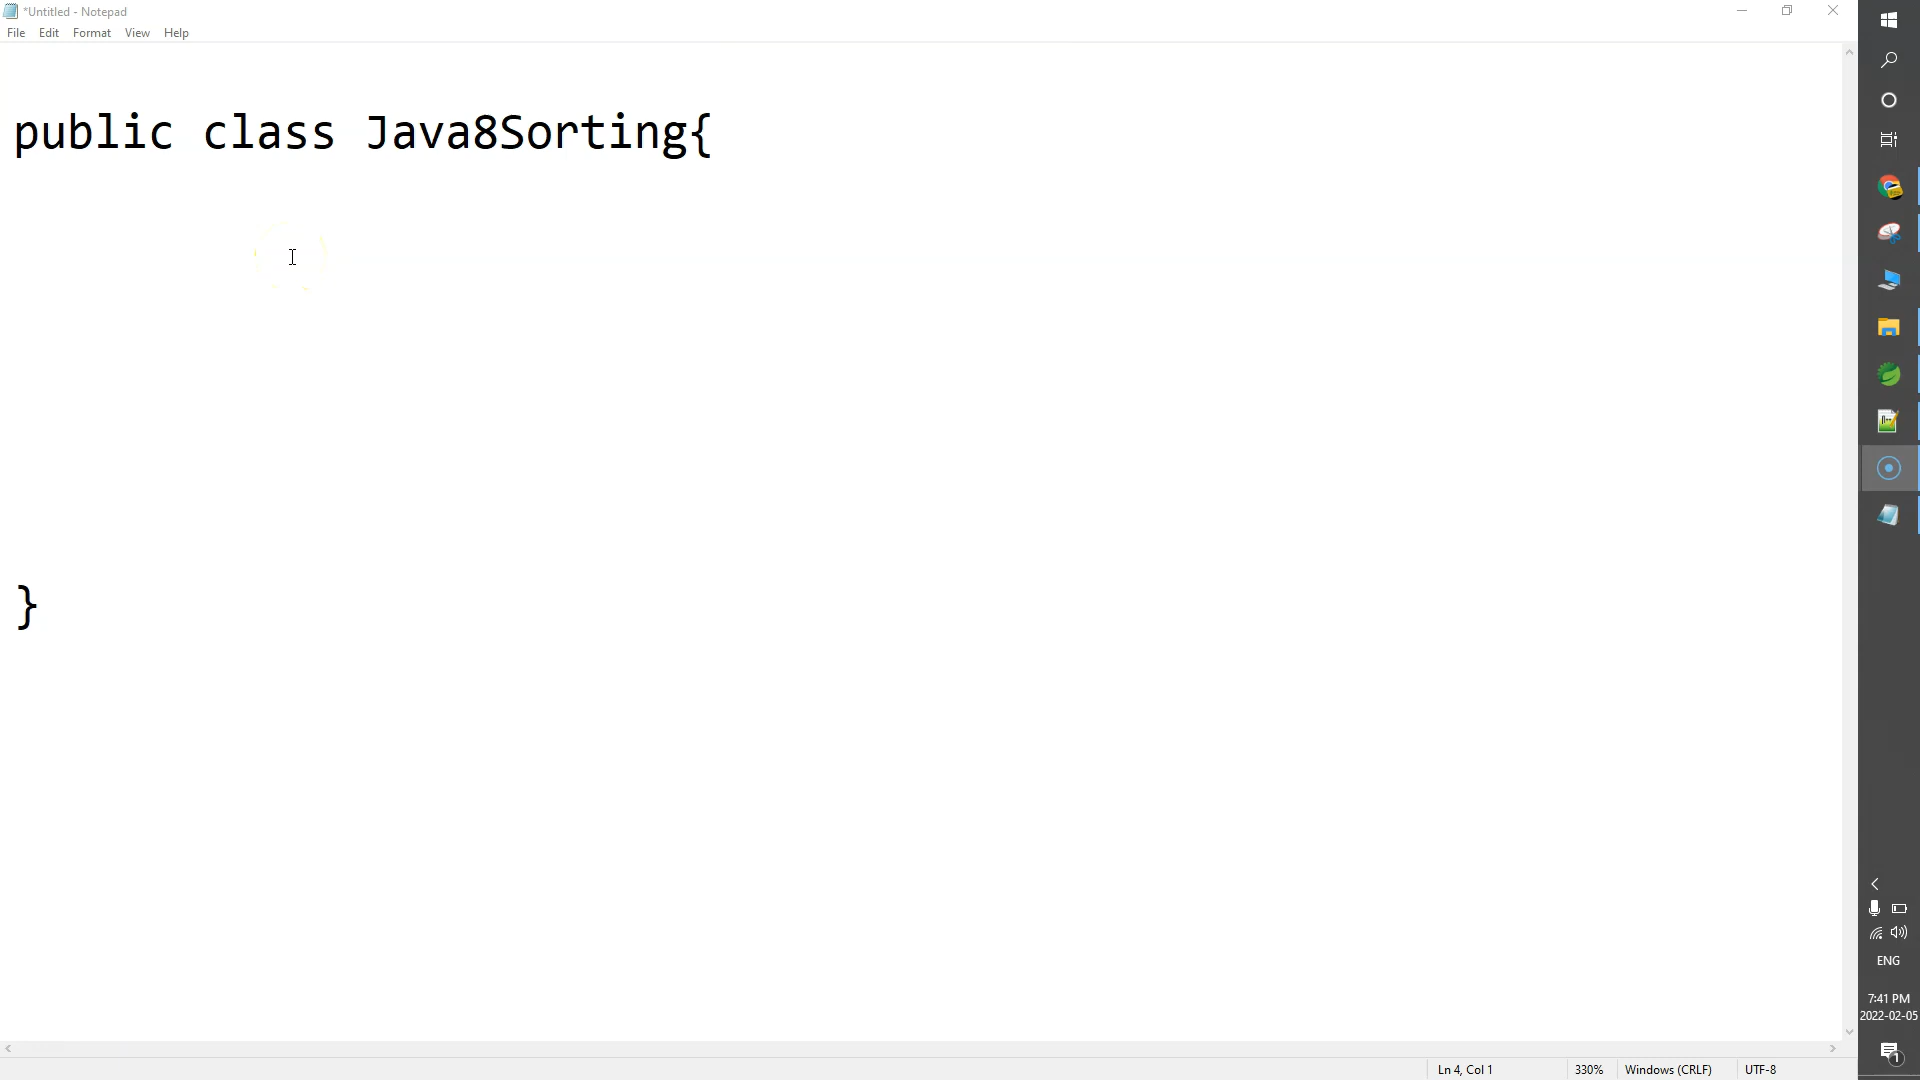 *Untitled - Notepad
File Edit Format View Help
public class Java8Sorting{
}
ENG
7:41 PM
2022-02-05
1
Ln 4, Col 1 330% Windows (CRLF) UTF-8